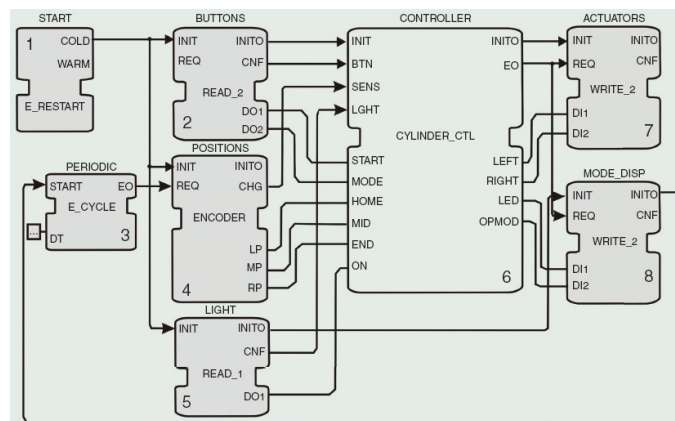 START
1
COLD
WARM
E_RESTART
BUTTONS
INIT
INITO
REQ
CNF
READ_2
DO1
2
DO2
PERIODIC
START
EO
E_CYCLE
...
DT
3
POSITIONS
INIT
REQ
CHG
ENCODER
LP
MP
4
RP
LIGHT
INIT
INITO
CNF
READ_1
5
DO1
CONTROLLER
INIT
INITO
BTN
EO
SENS
LGHT
CYLINDER_CTL
START
LEFT
MODE
RIGHT
HOME
LED
MID
OPMOD
END
ON
6
ACTUATORS
INIT
INITO
REQ
CNF
WRITE_2
DI1
DI2
7
MODE_DISP
INIT
INITO
REQ
CNF
WRITE_2
DI1
DI2
8